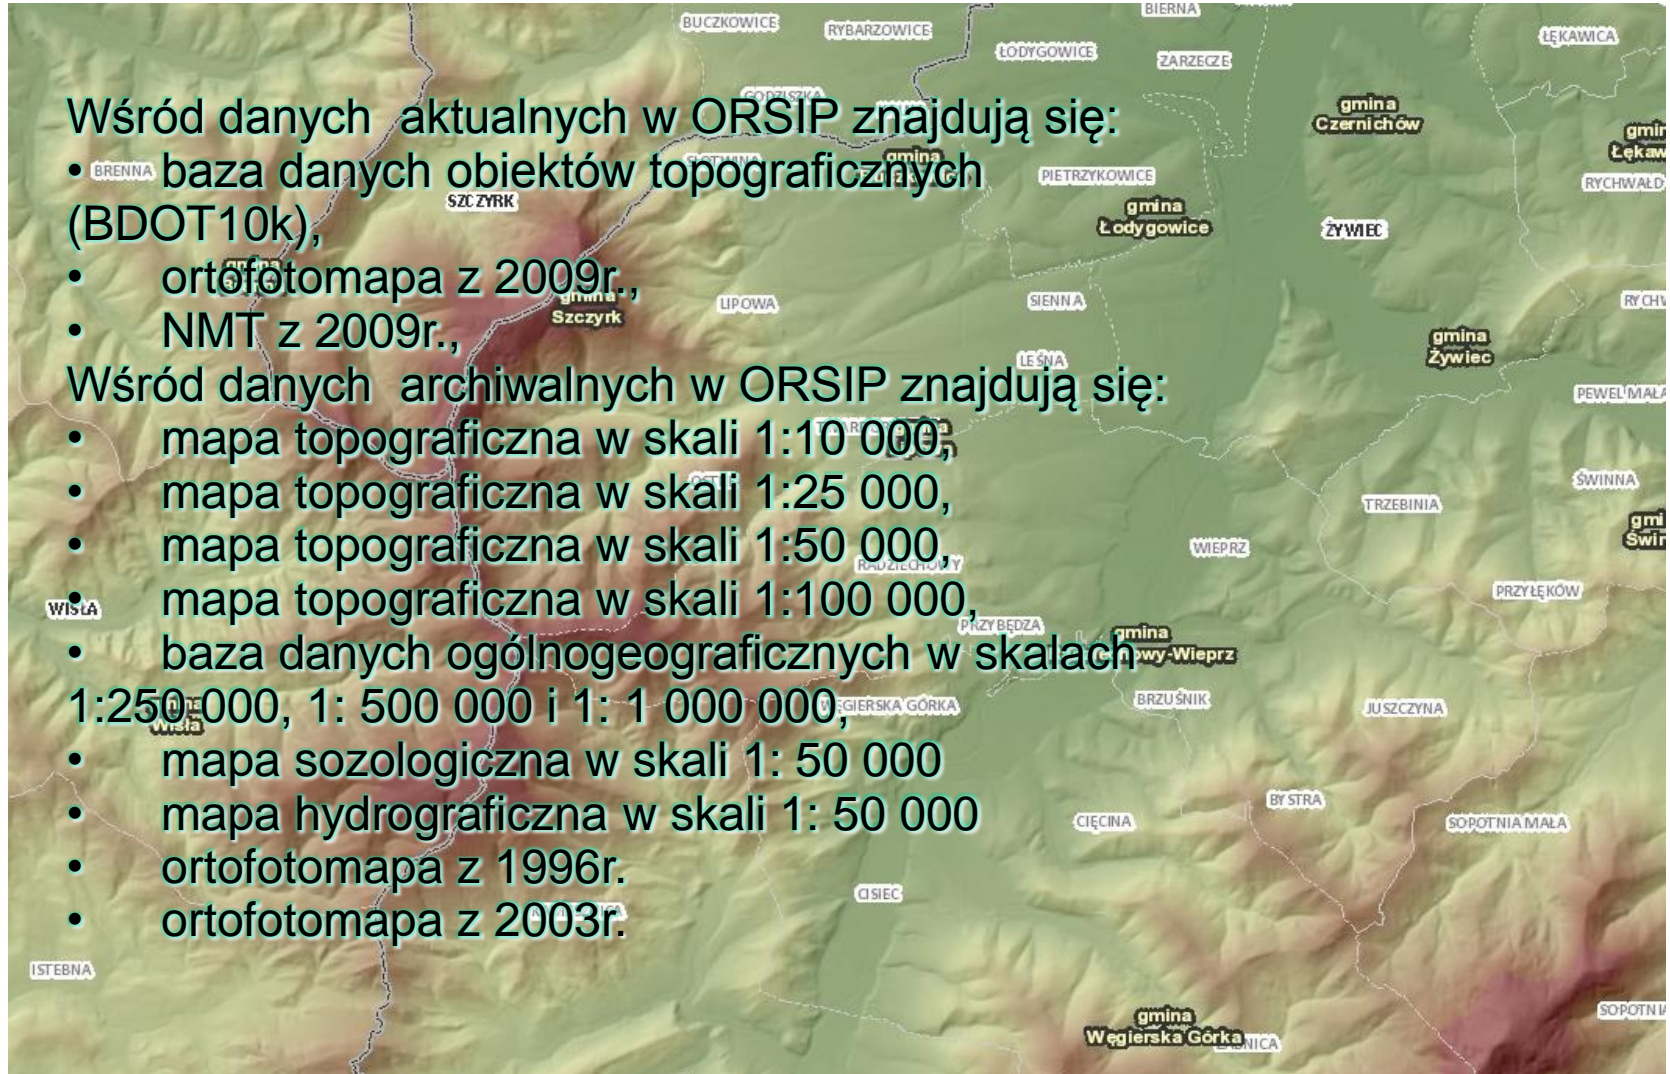 BUCZKOWICE
RYBARZOWICE
BIERNA
ŁODYGOWICE
ZARZECZE
ŁĘKAWICA
GODZISZKA
gmina
Czernichów
Wśród danych  aktualnych w ORSIP znajdują się:
• baza danych obiektów topograficznych
(BDOT10k),
• ortofotomapa z 2009r.,
• NMT z 2009r.,
Wśród danych  archiwalnych w ORSIP znajdują się:
• mapa topograficzna w skali 1:10 000,
• mapa topograficzna w skali 1:25 000,
• mapa topograficzna w skali 1:50 000,
• mapa topograficzna w skali 1:100 000,
• baza danych ogólnogeograficznych w skalach
1:250 000, 1: 500 000 i 1: 1 000 000,
• mapa sozologiczna w skali 1: 50 000
• mapa hydrograficzna w skali 1: 50 000
• ortofotomapa z 1996r.
• ortofotomapa z 2003r.
BRENNA
SZCZYRK
gmina
Szczyrk
LIPOWA
PIETRZYKOWICE
gmina
Łodygowice
ŻYWIEC
RYCHWAŁD
SIENNA
LEŚNA
gmina
Żywiec
PEWEL MAŁA
ŚWINNA
TRZEBINIA
WIEPRZ
RADZIECHOWY
PRZYŁĘKÓW
WISŁA
PRZYBĘDZA
gmina
gmina
Wisła
WĘGIERSKA GÓRKA
BRZUŚNIK
JUSZCZYNA
BYSTRA
CIĘCINA
SOPOTNIA MAŁA
CISIEC
ISTEBNA
gmina
Węgierska Górka